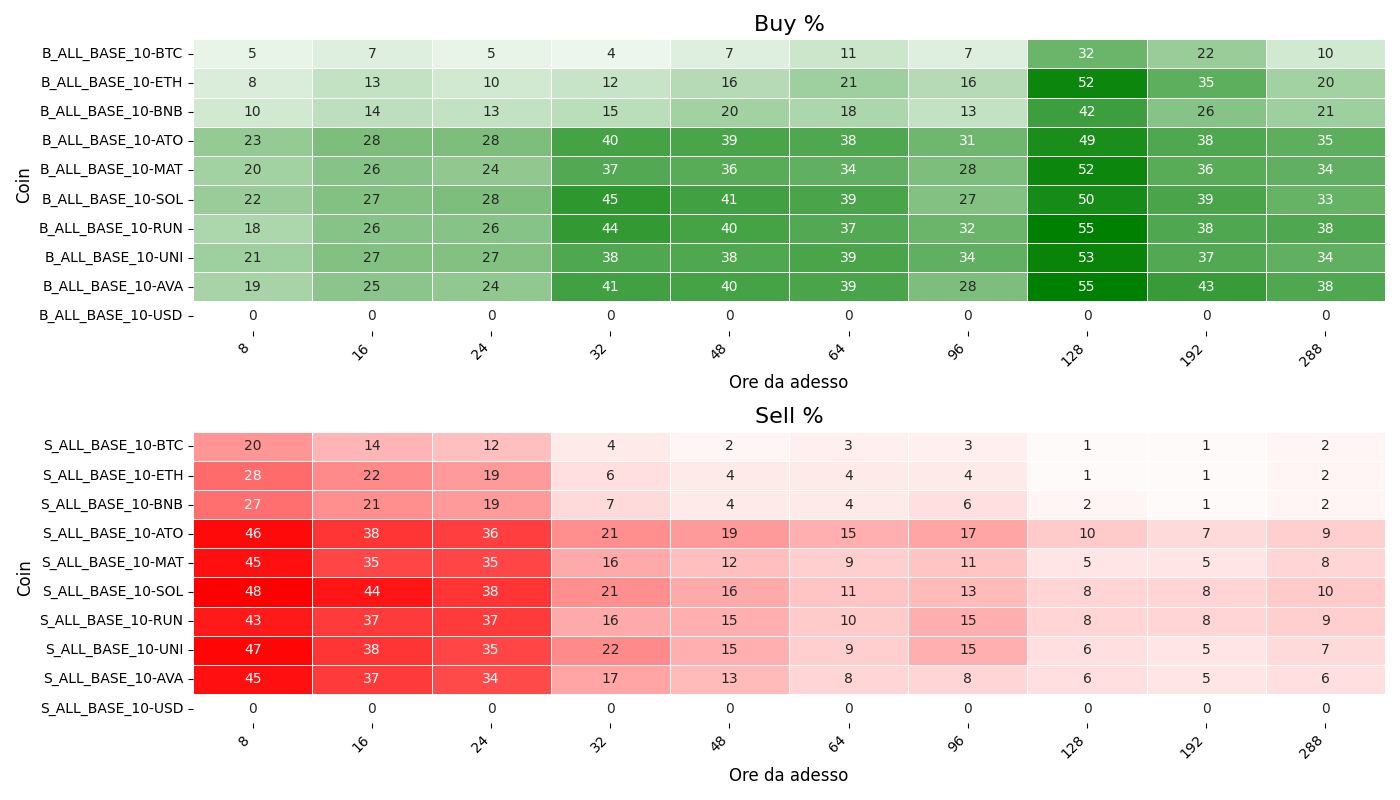 Buy %
Coin
B_ALL_BASE_10-BTC 5 7 5 4 7 11 7 32 22 10
B_ALL_BASE_10-ETH 8 13 10 12 16 21 16 52 35 20
B_ALL_BASE_10-BNB 10 14 13 15 20 18 13 42 26 21
B_ALL_BASE_10-ATO 23 28 28 40 39 38 31 49 38 35
B_ALL_BASE_10-MAT 20 26 24 37 36 34 28 52 36 34
B_ALL_BASE_10-SOL 22 27 28 45 41 39 27 50 39 33
B_ALL_BASE_10-RUN 18 26 26 44 40 37 32 55 38 38
B_ALL_BASE_10-UNI 21 27 27 38 38 39 34 53 37 34
B_ALL_BASE_10-AVA 19 25 24 41 40 39 28 55 43 38
B_ALL_BASE_10-USD 0 0 0 0 0 0 0 0 0 0
8 16 24 32 48 64 96 128 192 288
Ore da adesso
Sell %
Coin
S_ALL_BASE_10-BTC 20 14 12 4 2 3 3 1 1 2
S_ALL_BASE_10-ETH 28 22 19 6 4 4 4 1 1 2
S_ALL_BASE_10-BNB 27 21 19 7 4 4 6 2 1 2
S_ALL_BASE_10-ATO 46 38 36 21 19 15 17 10 7 9
S_ALL_BASE_10-MAT 45 35 35 16 12 9 11 5 5 8
S_ALL_BASE_10-SOL 48 44 38 21 16 11 13 8 8 10
S_ALL_BASE_10-RUN 43 37 37 16 15 10 15 8 8 9
S_ALL_BASE_10-UNI 47 38 35 22 15 9 15 6 5 7
S_ALL_BASE_10-AVA 45 37 34 17 13 8 8 6 5 6
S_ALL_BASE_10-USD 0 0 0 0 0 0 0 0 0 0
8 16 24 32 48 64 96 128 192 288
Ore da adesso